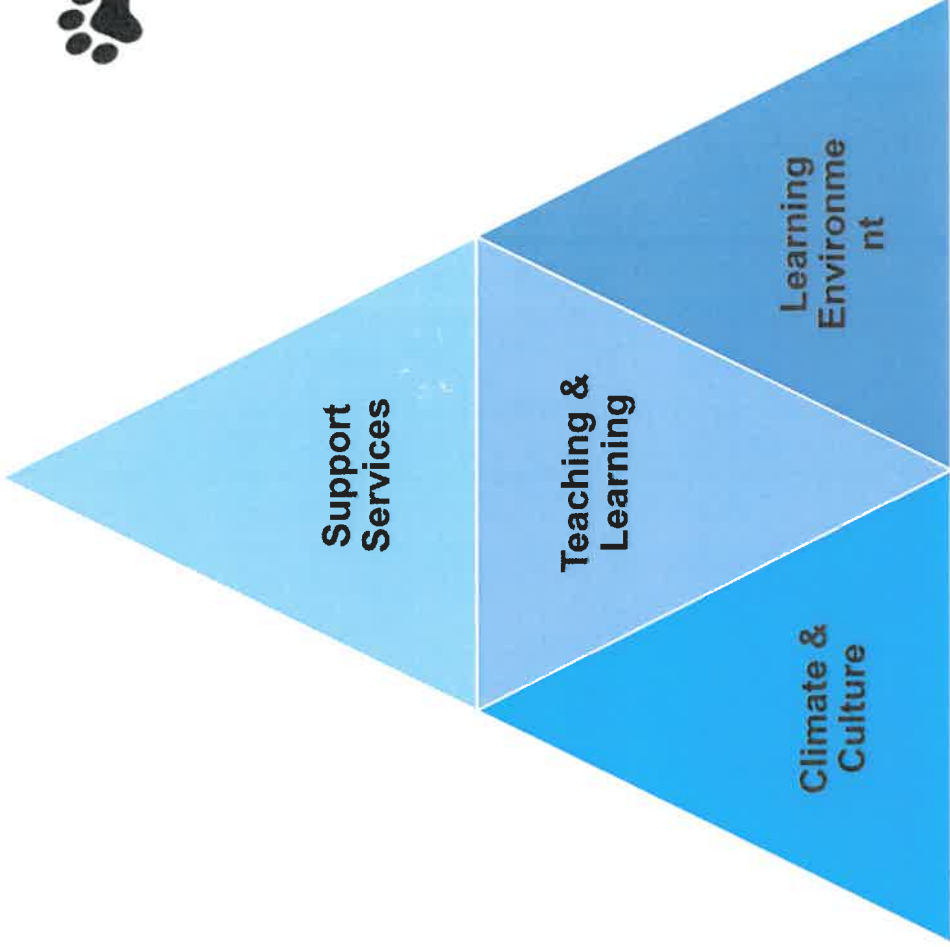 Support
Services
Teaching &
Learning
Climate &
Culture
Learning
Environme
nt